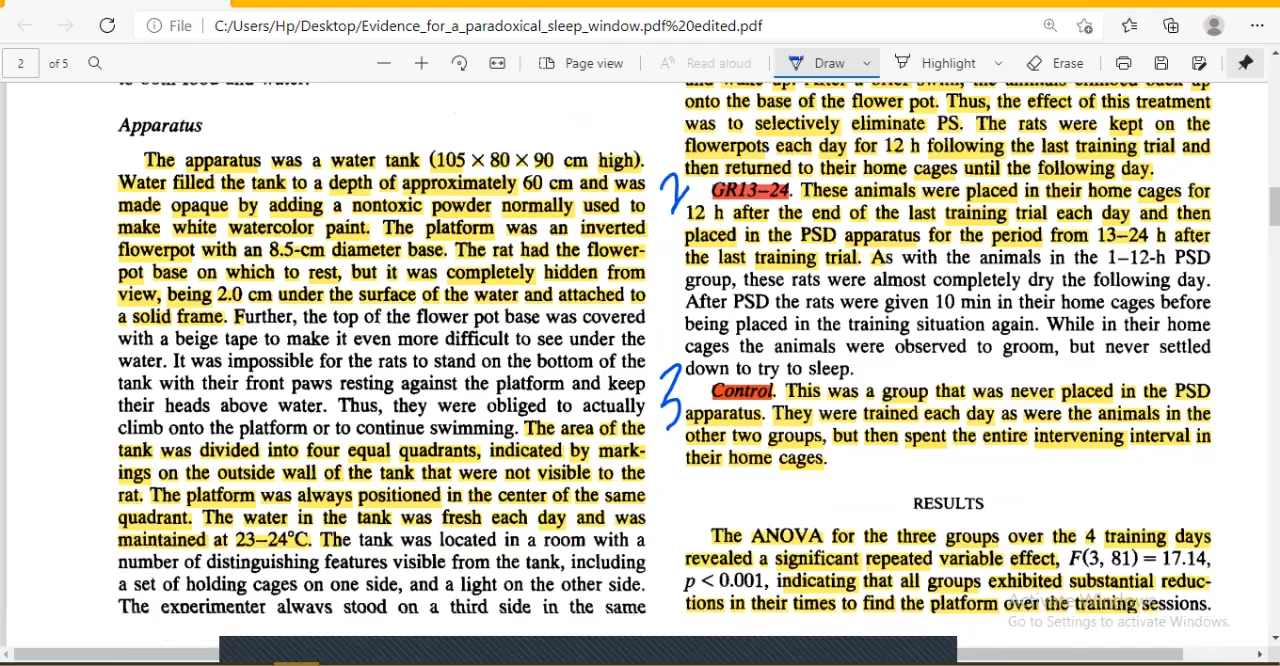 File
C:/Users/Hp/Desktop/Evidence_for_a_paradoxical_sleep_window.pdf%20edited.pdf
2 of 5
Page view
Read aloud
Draw
Highlight
Erase
Apparatus
The apparatus was a water tank (105 × 80 × 90 cm high).
Water filled the tank to a depth of approximately 60 cm and was
made opaque by adding a nontoxic powder normally used to
make white watercolor paint. The platform was an inverted
flowerpot with an 8.5-cm diameter base. The rat had the flower-
pot base on which to rest, but it was completely hidden from
view, being 2.0 cm under the surface of the water and attached to
a solid frame. Further, the top of the flower pot base was covered
with a beige tape to make it even more difficult to see under the
water. It was impossible for the rats to stand on the bottom of the
tank with their front paws resting against the platform and keep
their heads above water. Thus, they were obliged to actually
climb onto the platform or to continue swimming. The area of the
tank was divided into four equal quadrants, indicated by mark-
ings on the outside wall of the tank that were not visible to the
rat. The platform was always positioned in the center of the same
quadrant. The water in the tank was fresh each day and was
maintained at 23–24°C. The tank was located in a room with a
number of distinguishing features visible from the tank, including
a set of holding cages on one side, and a light on the other side.
The experimenter always stood on a third side in the same
onto the base of the flower pot. Thus, the effect of this treatment
was to selectively eliminate PS. The rats were kept on the
flowerpots each day for 12 h following the last training trial and
then returned to their home cages until the following day.
2
GR13–24. These animals were placed in their home cages for
12 h after the end of the last training trial each day and then
placed in the PSD apparatus for the period from 13–24 h after
the last training trial. As with the animals in the 1–12-h PSD
group, these rats were almost completely dry the following day.
After PSD the rats were given 10 min in their home cages before
being placed in the training situation again. While in their home
cages the animals were observed to groom, but never settled
down to try to sleep.
3
Control. This was a group that was never placed in the PSD
apparatus. They were trained each day as were the animals in the
other two groups, but then spent the entire intervening interval in
their home cages.
RESULTS
The ANOVA for the three groups over the 4 training days
revealed a significant repeated variable effect, F(3, 81) = 17.14,
p < 0.001, indicating that all groups exhibited substantial reduc-
tions in their times to find the platform over the training sessions.
Activate Windows
Go to Settings to activate Windows.